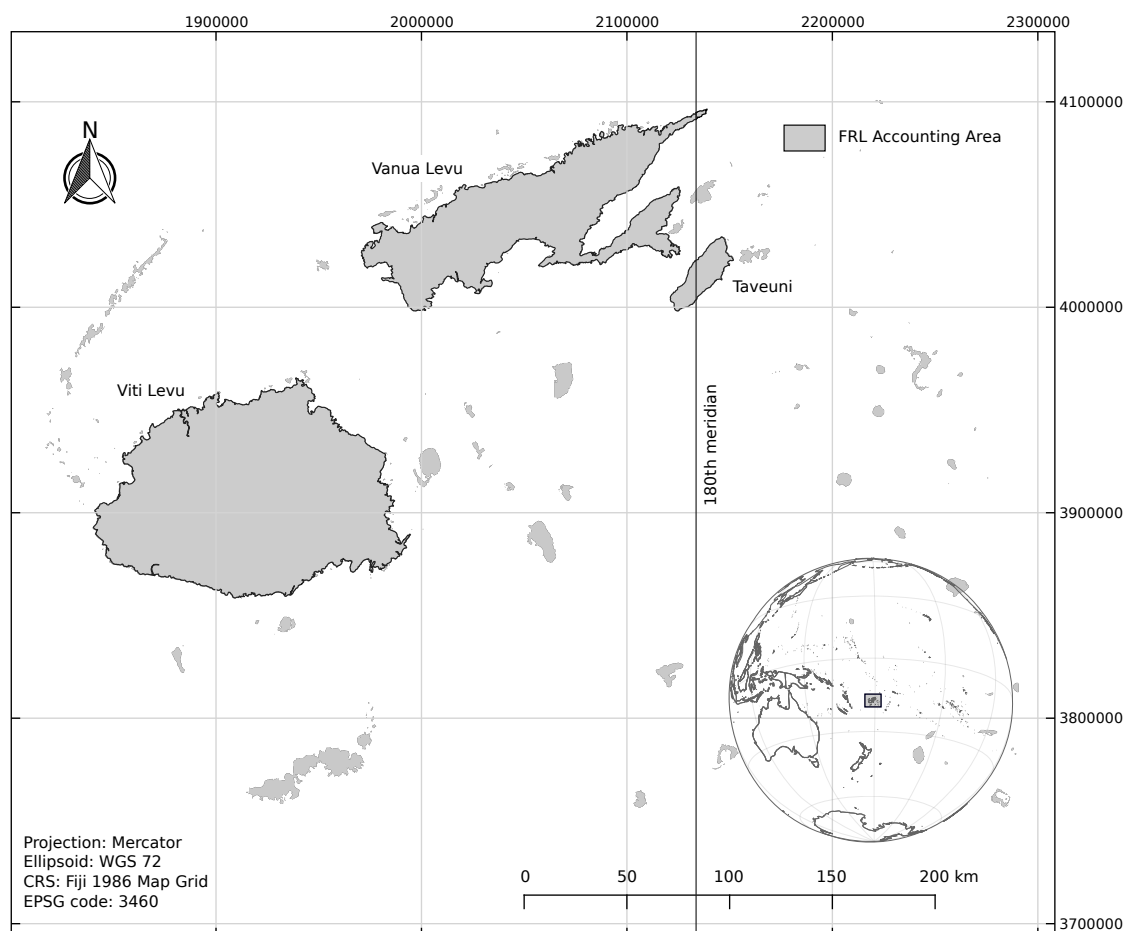 1900000 2000000 2100000 2200000 2300000
4100000
N
FRL Accounting Area
Vanua Levu
Taveuni
4000000
Viti Levu
180th meridian
3900000
3800000
Projection: Mercator
Ellipsoid: WGS 72
CRS: Fiji 1986 Map Grid
EPSG code: 3460
0 50 100 150 200 km
3700000